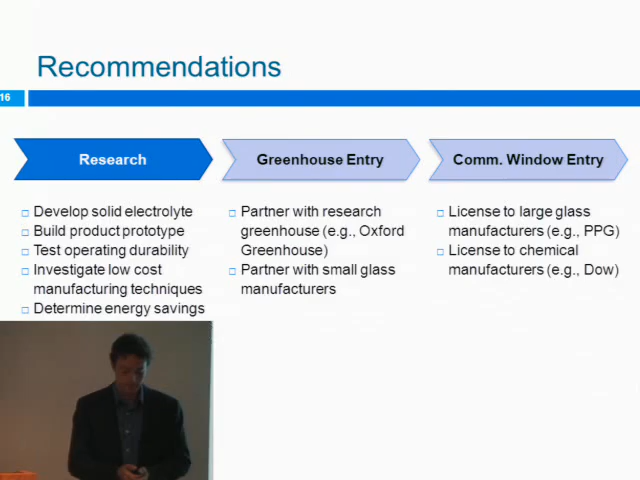 Recommendations
16
Research
Greenhouse Entry
Comm. Window Entry
Develop solid electrolyte
Build product prototype
Test operating durability
Investigate low cost
manufacturing techniques
Determine energy savings
Partner with research
greenhouse (e.g., Oxford
Greenhouse)
Partner with small glass
manufacturers
License to large glass
manufacturers (e.g., PPG)
License to chemical
manufacturers (e.g., Dow)